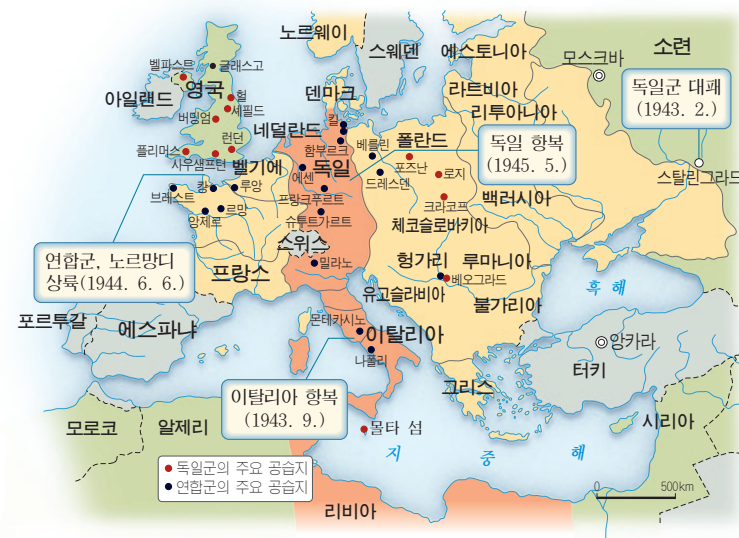 노르웨이
스웨덴
에스토니아
모스크바
소련
벨파스트
글래스고
영국
아일랜드
헐
셰필드
버밍엄
런던
플리머스
사우샘프턴
덴마크
라트비아
리투아니아
독일군 대패
(1943. 2.)
스탈린그라드
네덜란드
킬
함부르크
베를린
폴란드
포즈난
로지
크라코프
백러시아
독일 항복
(1945. 5.)
벨기에
독일
에센
드레스덴
프랑크푸르트
슈투트가르트
체코슬로바키아
브레스트
캉
루앙
르망
앙제로
스위스
밀라노
헝가리
루마니아
베오그라드
유고슬라비아
불가리아
흑해
연합군, 노르망디
상륙(1944. 6. 6.)
프랑스
포르투갈
에스파냐
몬테카시노
이탈리아
나폴리
앙카라
터키
그리스
이탈리아 항복
(1943. 9.)
모로코
알제리
몰타 섬
지중해
시리아
독일군의 주요 공습지
연합군의 주요 공습지
리비아
0 500km